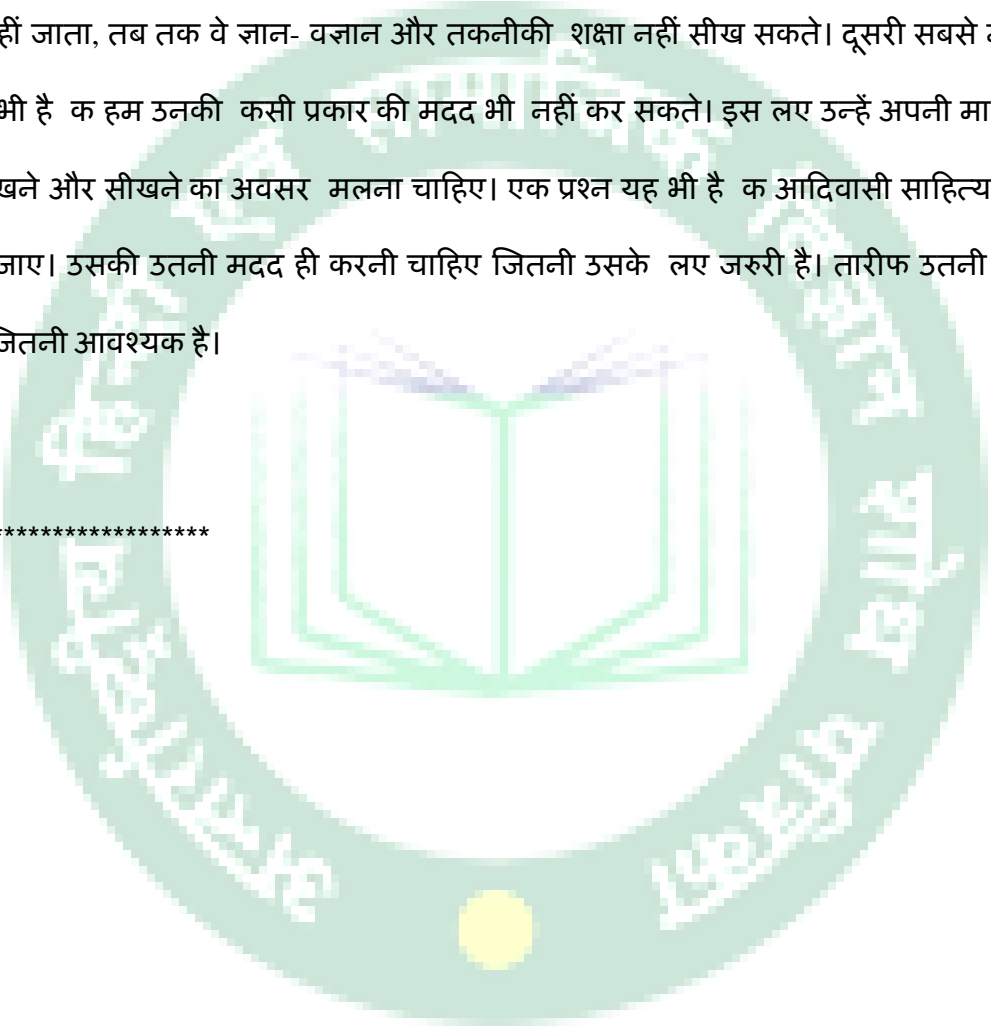 हीं जाता, तब तक वे ज्ञान- वज्ञान और तकनीकी शक्षा नहीं सीख सकते। दूसरी सबसे
भी है क हम उनकी कसी प्रकार की मदद भी नहीं कर सकते। इस लए उन्हें अपनी मा
खने और सीखने का अवसर मलना चाहिए। एक प्रश्न यह भी है क आदिवासी साहित्य
जाए। उसकी उतनी मदद ही करनी चाहिए जितनी उसके लए जरुरी है। तारीफ उतनी
जतनी आवश्यक है।
******************